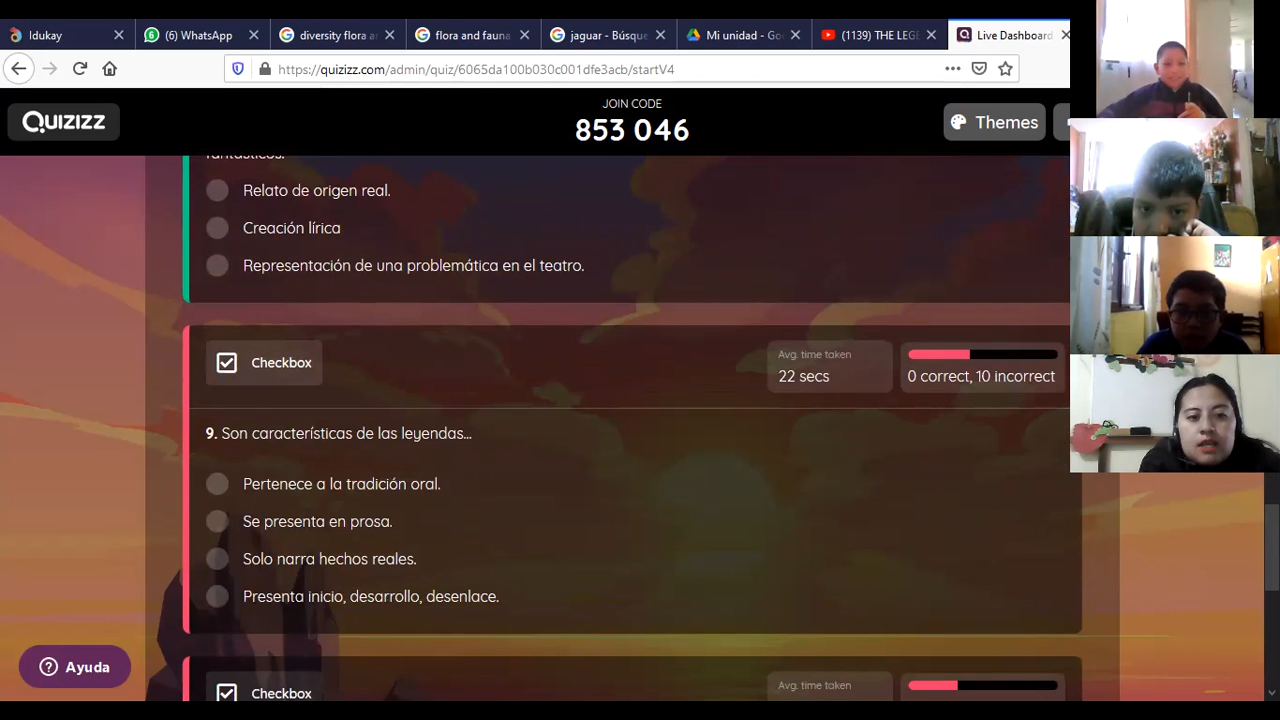 Idukay
(6) WhatsApp
diversity flora an
flora and fauna
jaguar - Búsque
Mi unidad - Goo
(1139) THE LEGE
Live Dashboard
https://quizizz.com/admin/quiz/6065da100b030c001dfe3acb/startV4
QUIZIZZ
JOIN CODE
853 046
Themes
fantásticos.
Relato de origen real.
Creación lírica
Representación de una problemática en el teatro.
Checkbox
Avg. time taken
22 secs
0 correct, 10 incorrect
9. Son características de las leyendas...
Pertenece a la tradición oral.
Se presenta en prosa.
Solo narra hechos reales.
Presenta inicio, desarrollo, desenlace.
Ayuda
Checkbox
Avg. time taken